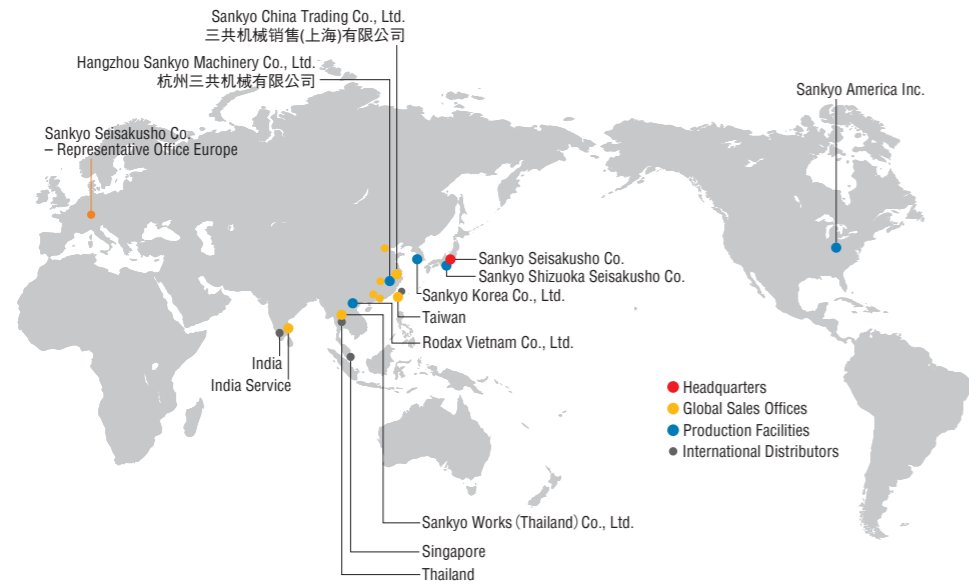 Sankyo China Trading Co., Ltd.
三共机械销售(上海)有限公司
Hangzhou Sankyo Machinery Co., Ltd.
杭州三共机械有限公司
Sankyo America Inc.
Sankyo Seisakusho Co.
– Representative Office Europe
Sankyo Seisakusho Co.
Sankyo Shizuoka Seisakusho Co.
Sankyo Korea Co., Ltd.
Taiwan
Rodax Vietnam Co., Ltd.
India
India Service
Headquarters
Global Sales Offices
Production Facilities
International Distributors
Sankyo Works (Thailand) Co., Ltd.
Singapore
Thailand